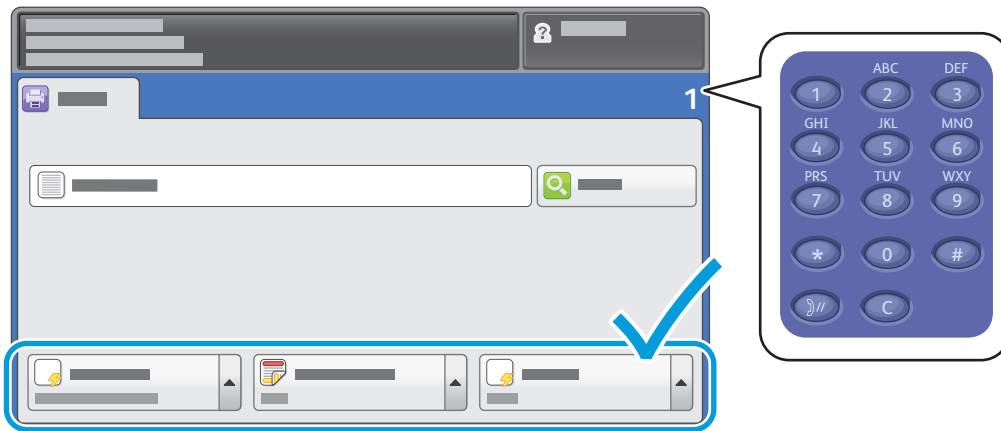 ?
1
ABC DEF
1 2 3
GHI JKL MNO
4 5 6
PRS TUV WXY
7 8 9
* 0 #
C